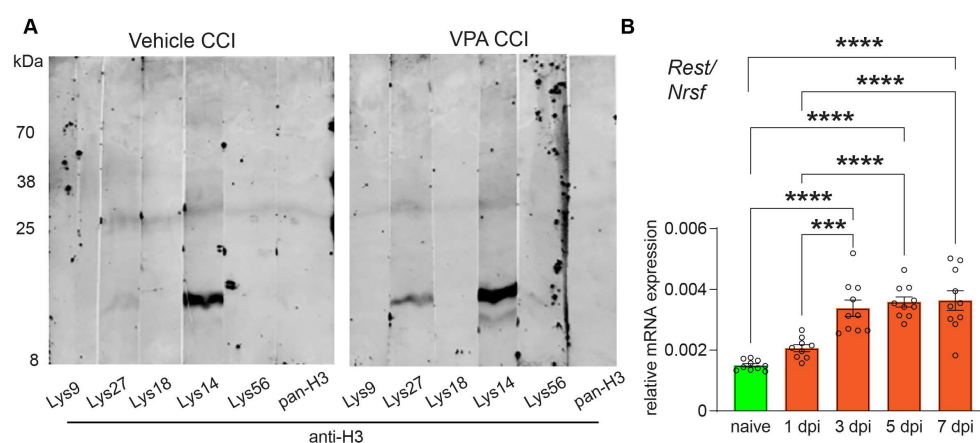 A
Vehicle CCI
VPA CCI
kDa
70
38
25
8
Lys9
Lys27
Lys18
Lys14
Lys56
pan-H3
Lys9
Lys27
Lys18
Lys14
Lys56
pan-H3
anti-H3
B
Rest/
Nrsf
****
****
****
****
****
***
relative mRNA expression
0.006
0.004
0.002
0
naive
1 dpi
3 dpi
5 dpi
7 dpi